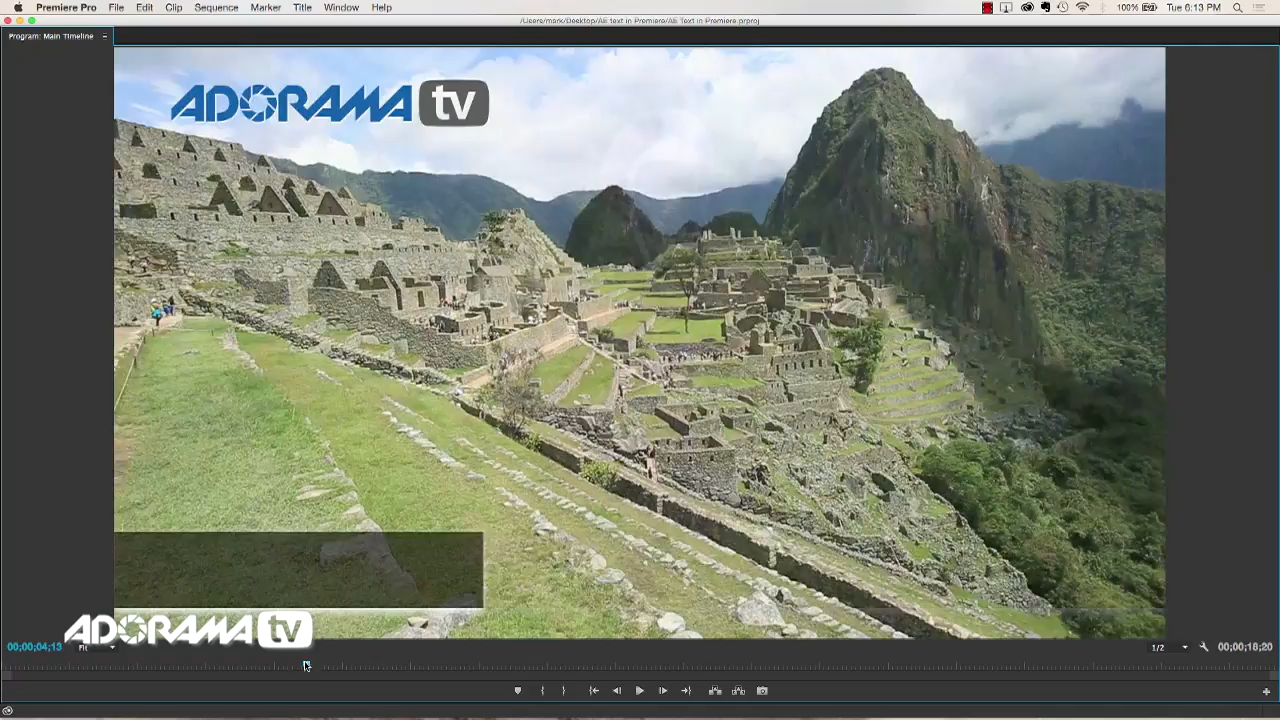 Premiere Pro File Edit Clip Sequence Marker Title Window Help 100% Tue 6:13 PM
/Users/mark/Desktop/Ali text in Premiere/Ali Text in Premiere.prproj
Program: Main Timeline
ADORAMA tv
ADORAMA tv
00;00;04;13 Fit 1/2 00;00;18;20